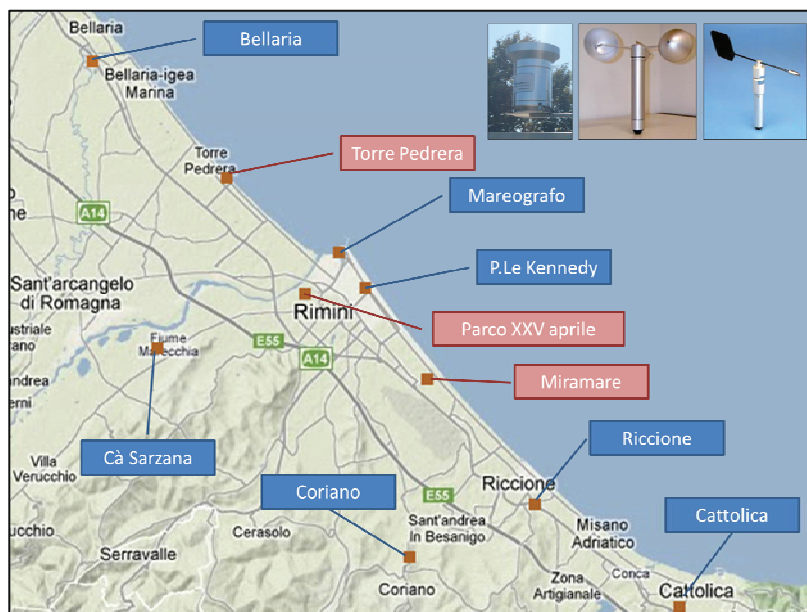 Bellaria
Bellaria
Bellaria-igea
Marina
Torre
Pedrera
Torre Pedrera
Mareografo
A14
P.Le Kennedy
Sant'arcangelo
di Romagna
Rimini
Parco XXV aprile
Fiume
E55
A14
Miramare
Cà Sarzana
Villa
Verucchio
Coriano
Riccione
E55
Riccione
Sant'andrea
In Besanigo
Cattolica
Misano
Adriatico
Cerasolo
Serravalle
Coriano
Zona
Artigianale
Conca
Cattolica